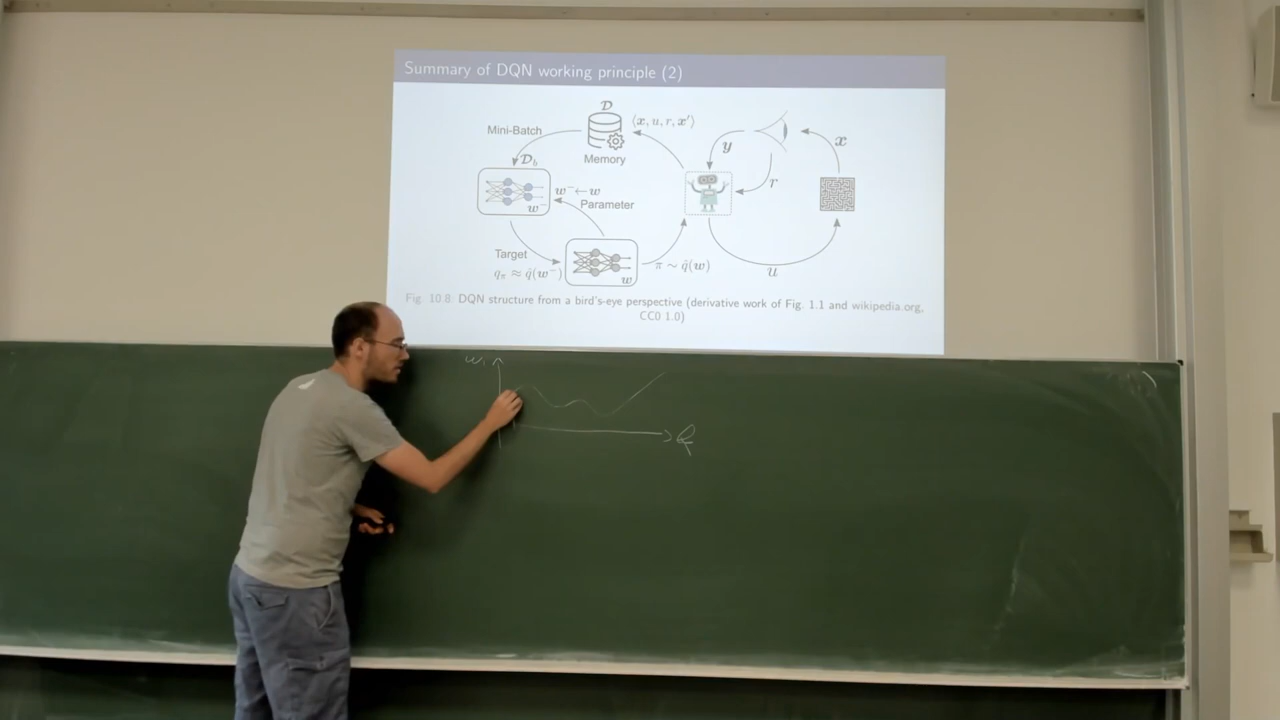 Summary of DQN working principle (2)
𝓓
⟨x, u, r, x′⟩
Mini-Batch
Memory
y
x
𝓓_b
w⁻
w⁻ ← w
Parameter
r
Target
q_π ≈ q̂(w⁻)
w
π ∼ q̂(w)
u
Fig. 10.8: DQN structure from a bird's-eye perspective (derivative work of Fig. 1.1 and wikipedia.org,
CC0 1.0)